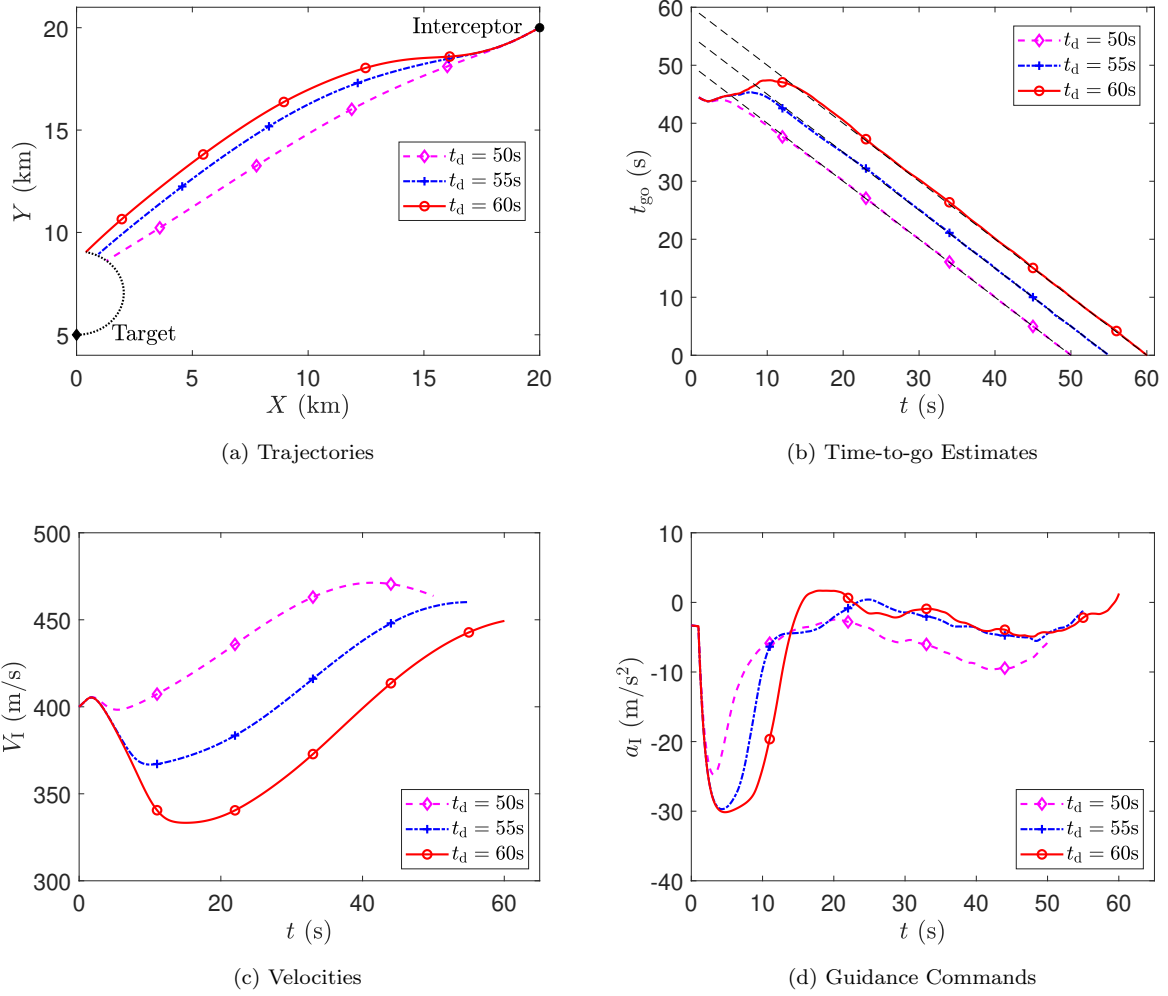 20
15
10
5
0
5
10
15
20
Y (km)
X (km)
Interceptor
Target
t_d = 50s
t_d = 55s
t_d = 60s
(a) Trajectories
60
50
40
30
20
10
0
0
10
20
30
40
50
60
t_go (s)
t (s)
t_d = 50s
t_d = 55s
t_d = 60s
(b) Time-to-go Estimates
500
450
400
350
300
0
20
40
60
V_I (m/s)
t (s)
t_d = 50s
t_d = 55s
t_d = 60s
(c) Velocities
10
0
-10
-20
-30
-40
0
10
20
30
40
50
60
a_I (m/s²)
t (s)
t_d = 50s
t_d = 55s
t_d = 60s
(d) Guidance Commands